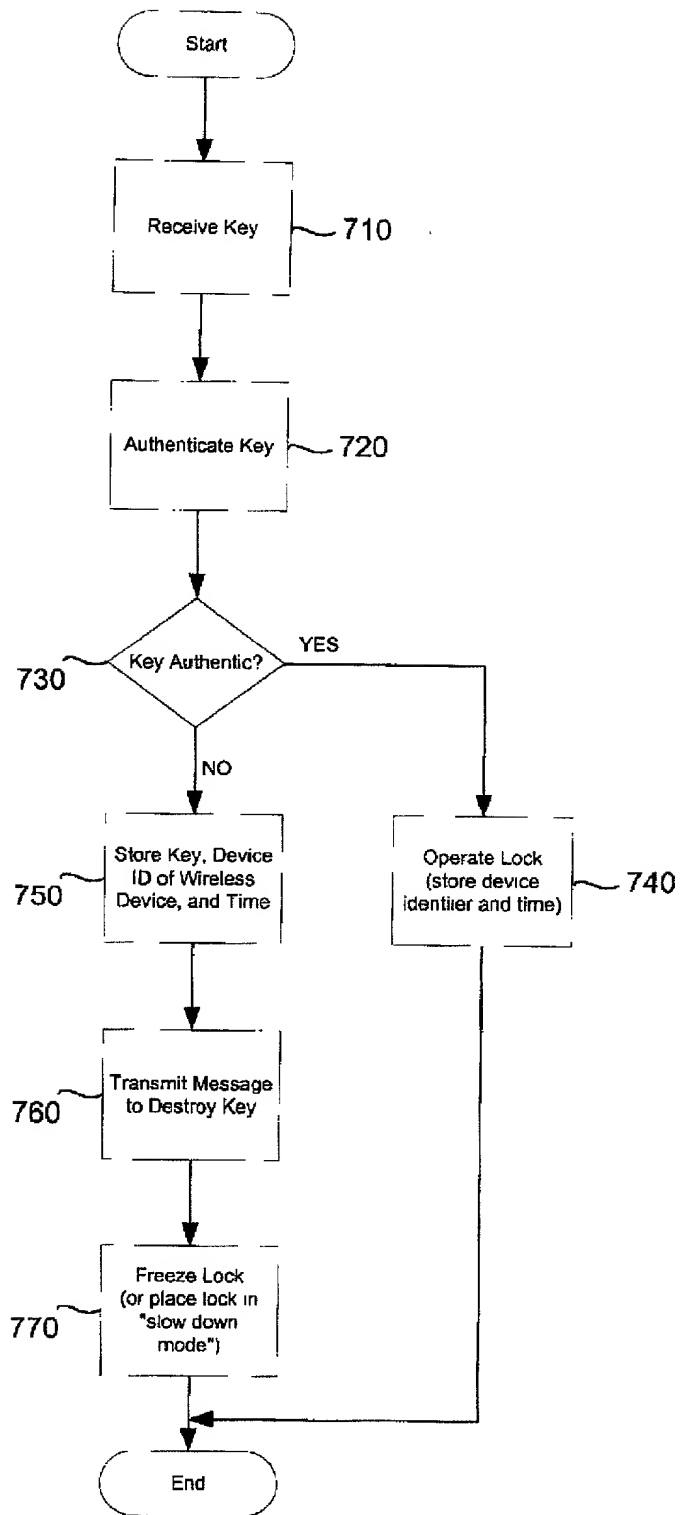 Start
Receive Key
710
Authenticate Key
720
Key Authentic?
730
YES
NO
Store Key, Device
ID of Wireless
Device, and Time
750
Operate Lock
(store device
identifier and time)
740
Transmit Message
to Destroy Key
760
Freeze Lock
(or place lock in
"slow down
mode")
770
End